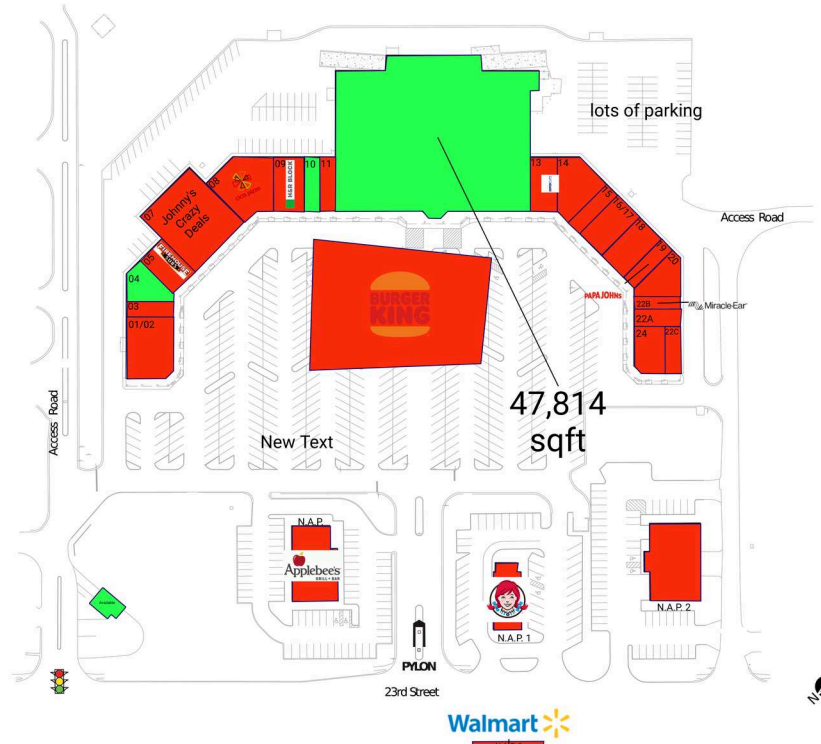 lots of parking
09
H&R BLOCK
10
11
13
14
08
07
Johnny's
Crazy
Deals
15
16/17
18
19
20
Access Road
05
04
03
01/02
BURGER
KING
PAPA JOHNS
22B
Miracle-Ear
22A
24
22C
47,814
sqft
New Text
Access Road
N.A.P.
Applebee's
GRILL + BAR
N.A.P. 1
N.A.P. 2
PYLON
23rd Street
N
Walmart